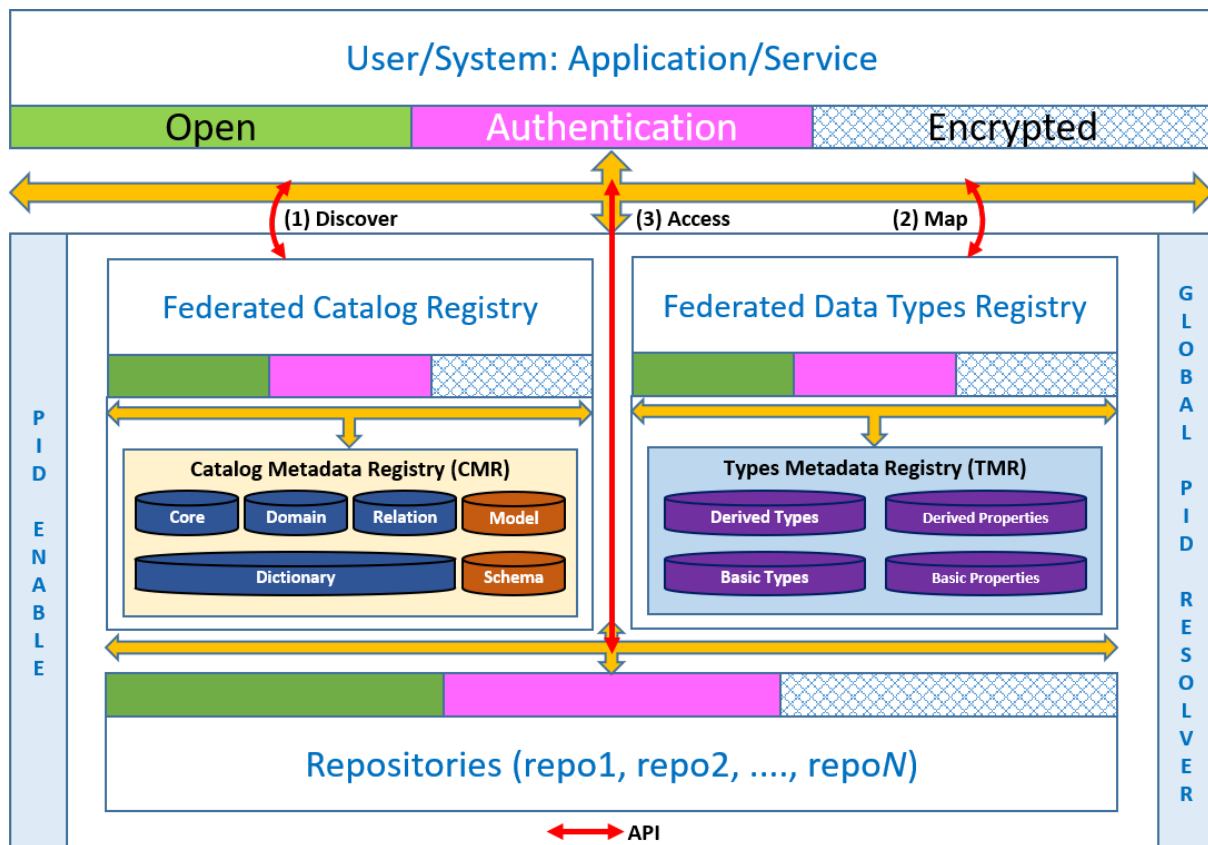 User/System: Application/Service
Open
Authentication
Encrypted
(1) Discover
(3) Access
(2) Map
PID ENABLE
Federated Catalog Registry
Federated Data Types Registry
Catalog Metadata Registry (CMR)
Core
Domain
Relation
Model
Dictionary
Schema
Types Metadata Registry (TMR)
Derived Types
Derived Properties
Basic Types
Basic Properties
GLOBAL PID RESOLVER
Repositories (repo1, repo2, ...., repoN)
API